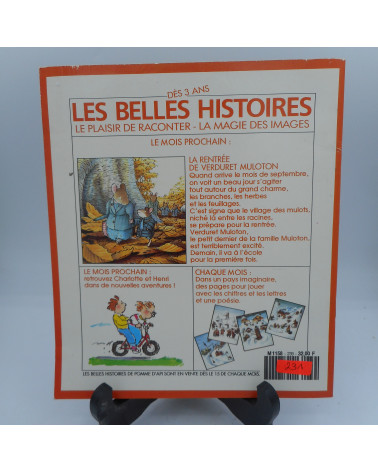 DÈS 3 ANS
LES BELLES HISTOIRES
LE PLAISIR DE RACONTER - LA MAGIE DES IMAGES
LE MOIS PROCHAIN :
LA RENTRÉE
DE VERDURET MULOTON
Quand arrive le mois de septembre,
on voit un beau jour s'agiter
tout autour du grand charme,
les branches, les herbes
et les feuillages.
C'est signe que le village des mulots,
niché là entre les racines,
se prépare pour la rentrée.
Verduret Muloton,
le petit dernier de la famille Muloton,
est terriblement excité.
Demain, il va à l'école
pour la première fois.
LE MOIS PROCHAIN :
retrouvez Charlotte et Henri
dans de nouvelles aventures !
CHAQUE MOIS :
Dans un pays imaginaire,
des pages pour jouer
avec les chiffres et les lettres
et une poésie.
32,00 F
231
LES BELLES HISTOIRES DE POMME D'API SONT EN VENTE DÈS LE 15 DE CHAQUE MOIS